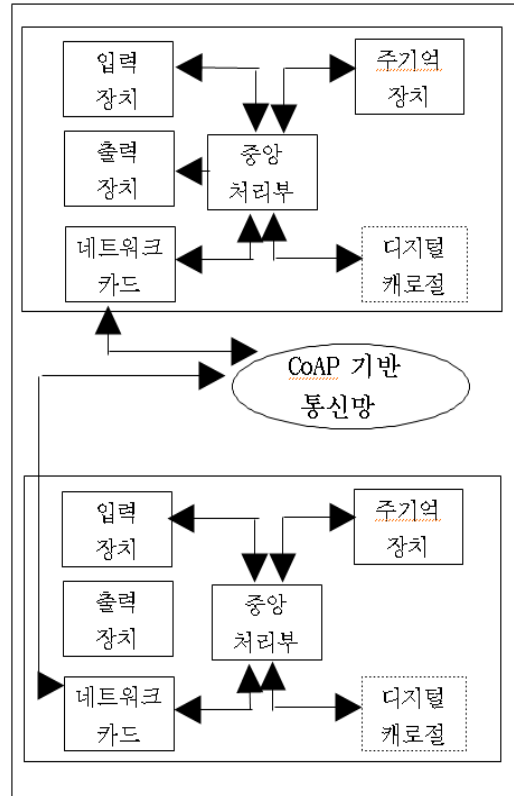 입력
장치
주기억
장치
출력
장치
중앙
처리부
네트워크
카드
디지털
캐로절
CoAP 기반
통신망
입력
장치
주기억
장치
출력
장치
중앙
처리부
네트워크
카드
디지털
캐로절